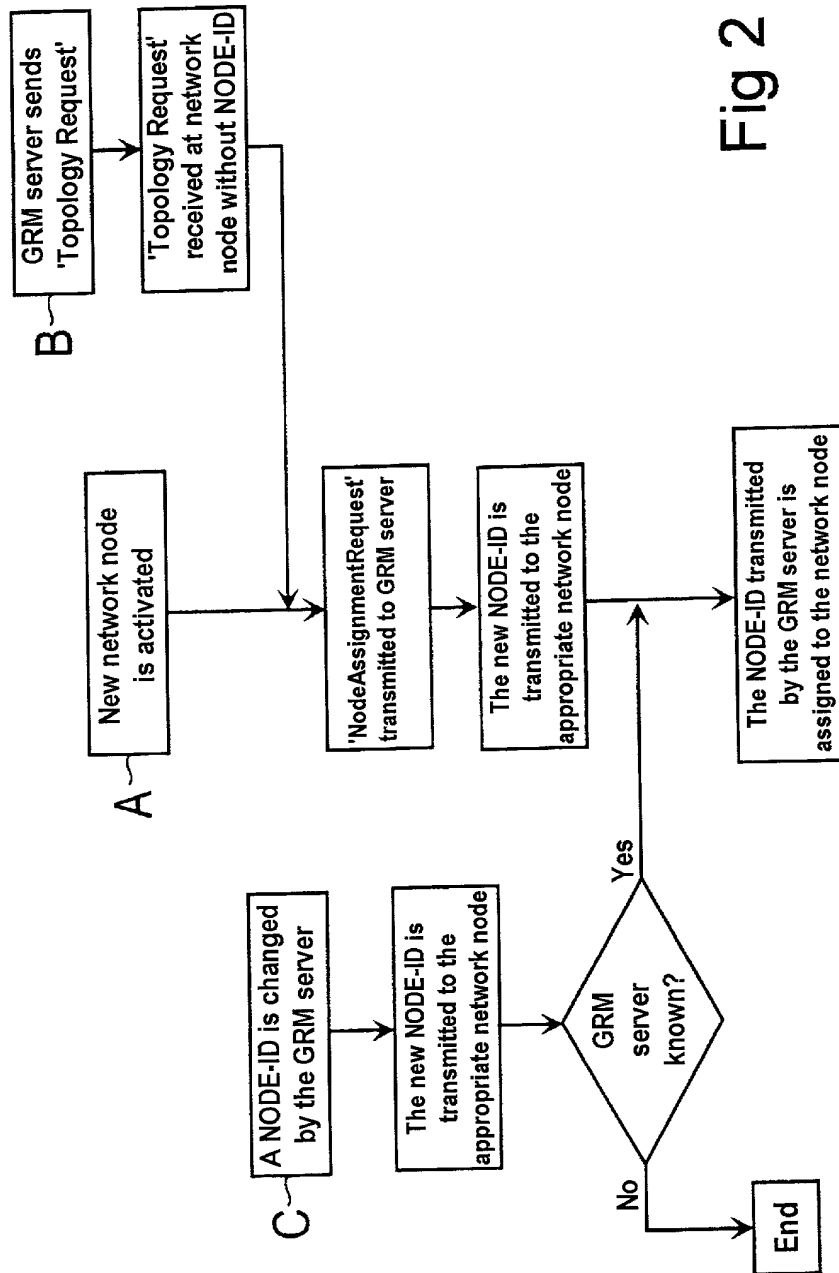 B
GRM server sends
'Topology Request'
'Topology Request'
received at network
node without NODE-ID
A
New network node
is activated
'NodeAssignmentRequest'
transmitted to GRM server
The new NODE-ID is
transmitted to the
appropriate network node
C
A NODE-ID is changed
by the GRM server
The new NODE-ID is
transmitted to the
appropriate network node
GRM
server
known?
Yes
No
End
The NODE-ID transmitted
by the GRM server is
assigned to the network node
Fig 2